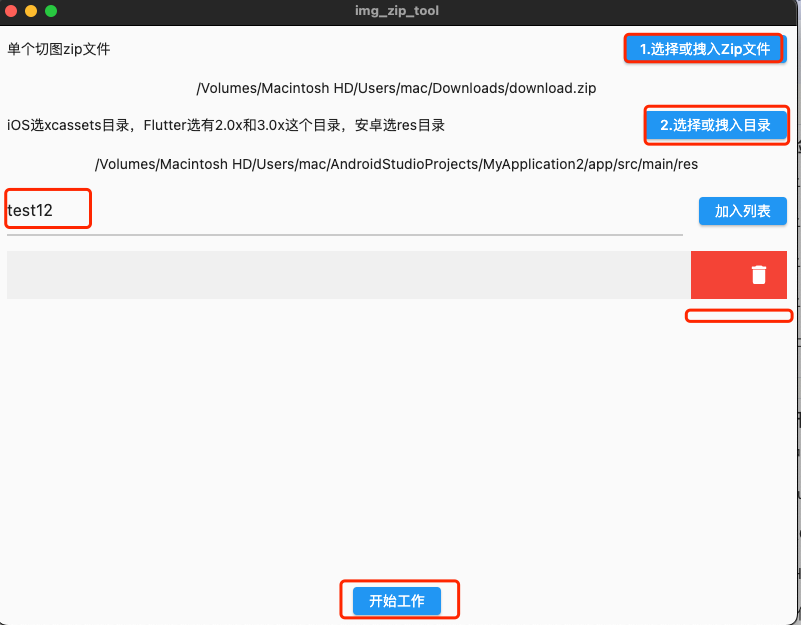 img_zip_tool
单个切图zip文件
1.选择或拽入Zip文件
/Volumes/Macintosh HD/Users/mac/Downloads/download.zip
iOS选xcassets目录，Flutter选有2.0x和3.0x这个目录，安卓选res目录
2.选择或拽入目录
/Volumes/Macintosh HD/Users/mac/AndroidStudioProjects/MyApplication2/app/src/main/res
test12
加入列表
开始工作